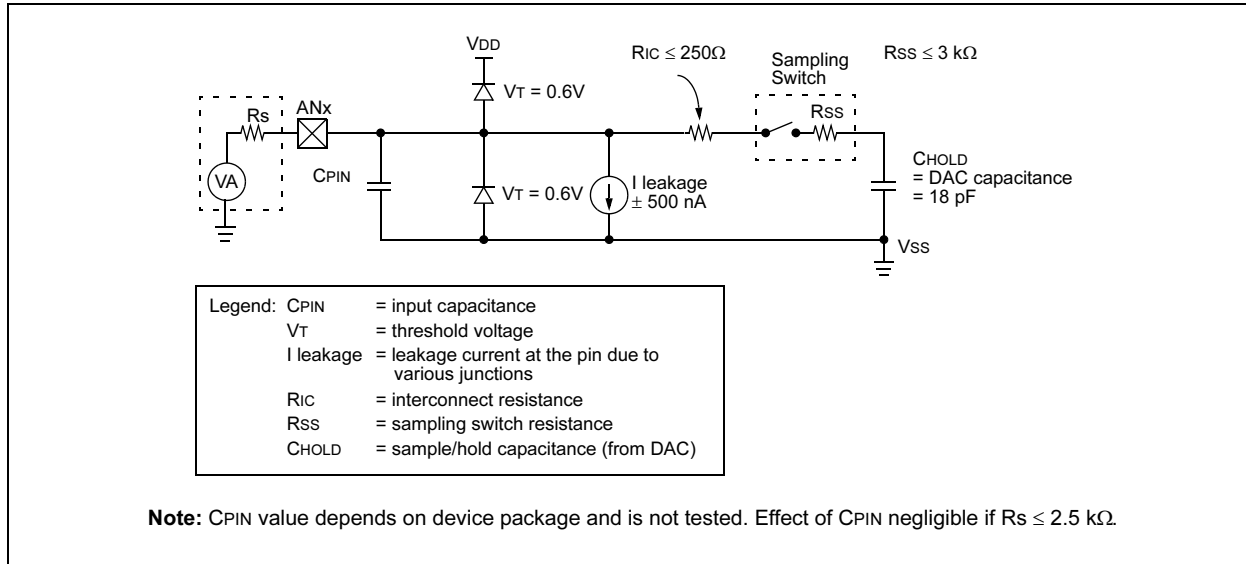 VDD
RIC ≤ 250Ω
Sampling
Switch
RSS ≤ 3 kΩ
VT = 0.6V
Rs
ANx
RSS
VA
CPIN
VT = 0.6V
I leakage
± 500 nA
CHOLD
= DAC capacitance
= 18 pF
VSS
Legend: CPIN = input capacitance
VT = threshold voltage
I leakage = leakage current at the pin due to
various junctions
RIC = interconnect resistance
RSS = sampling switch resistance
CHOLD = sample/hold capacitance (from DAC)
Note: CPIN value depends on device package and is not tested. Effect of CPIN negligible if Rs ≤ 2.5 kΩ.